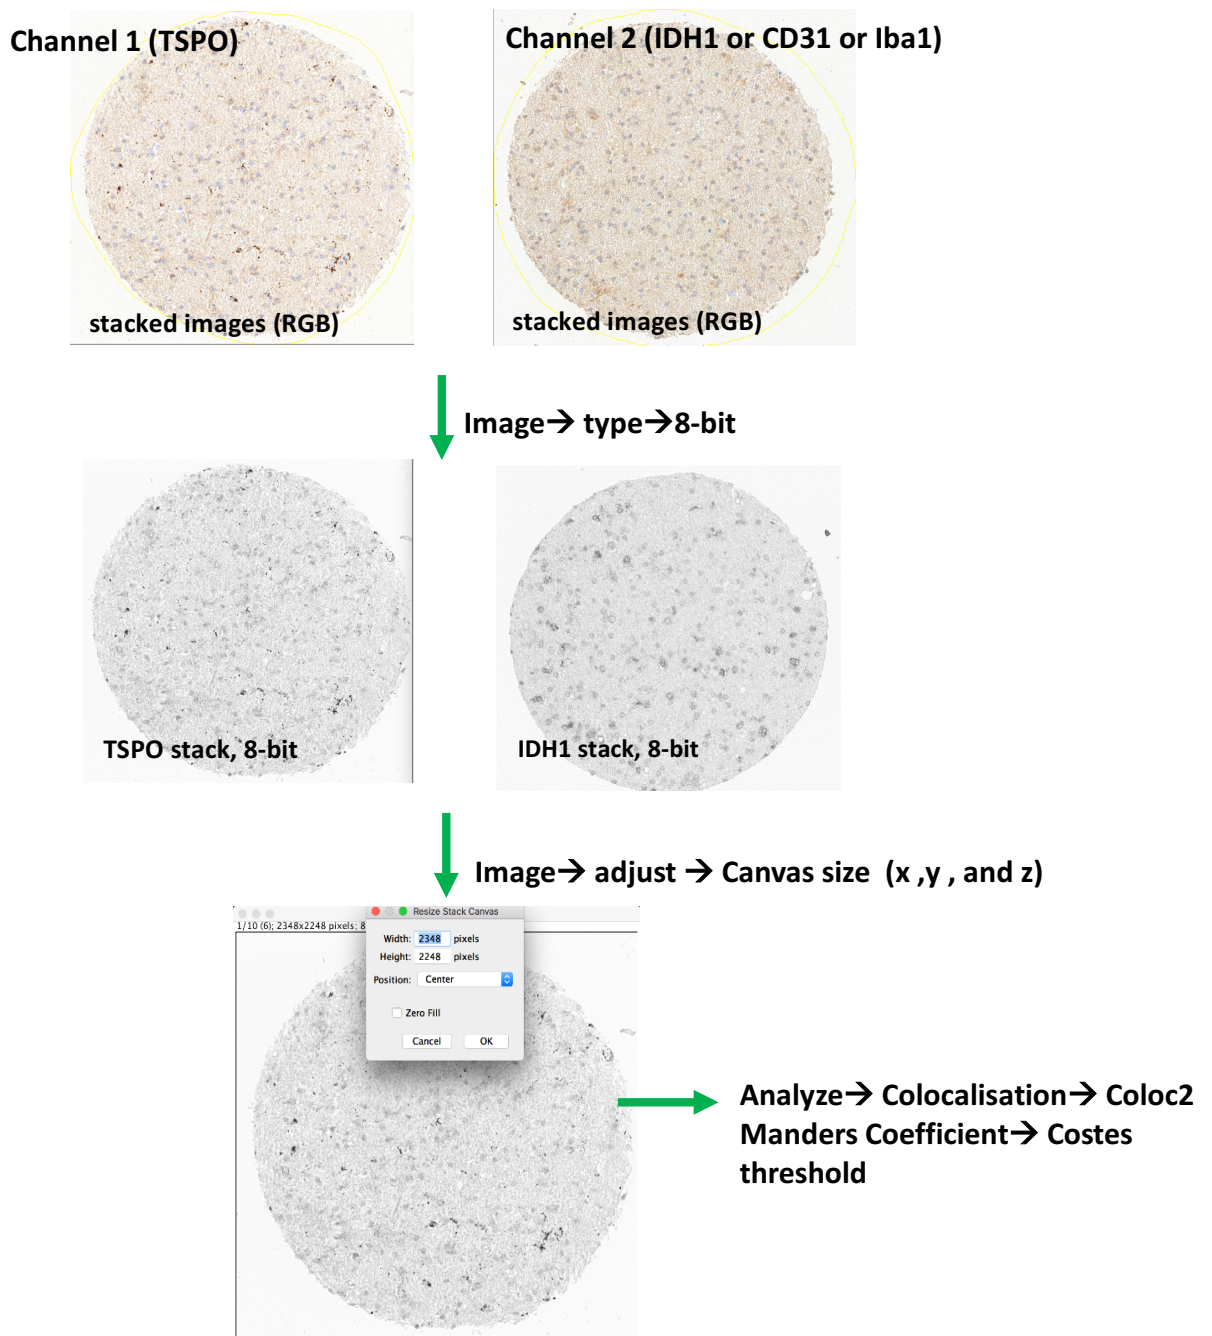 Channel 1 (TSPO)
Channel 2 (IDH1 or CD31 or Iba1)
stacked images (RGB)
stacked images (RGB)
Image→ type→8-bit
TSPO stack, 8-bit
IDH1 stack, 8-bit
Image→ adjust → Canvas size (x ,y , and z)
Resize Stack Canvas
1/10 (6); 2348x2248 pixels; 8
Width: 2348 pixels
Height: 2248 pixels
Position: Center
Zero Fill
Cancel OK
Analyze→ Colocalisation→ Coloc2
Manders Coefficient→ Costes
threshold